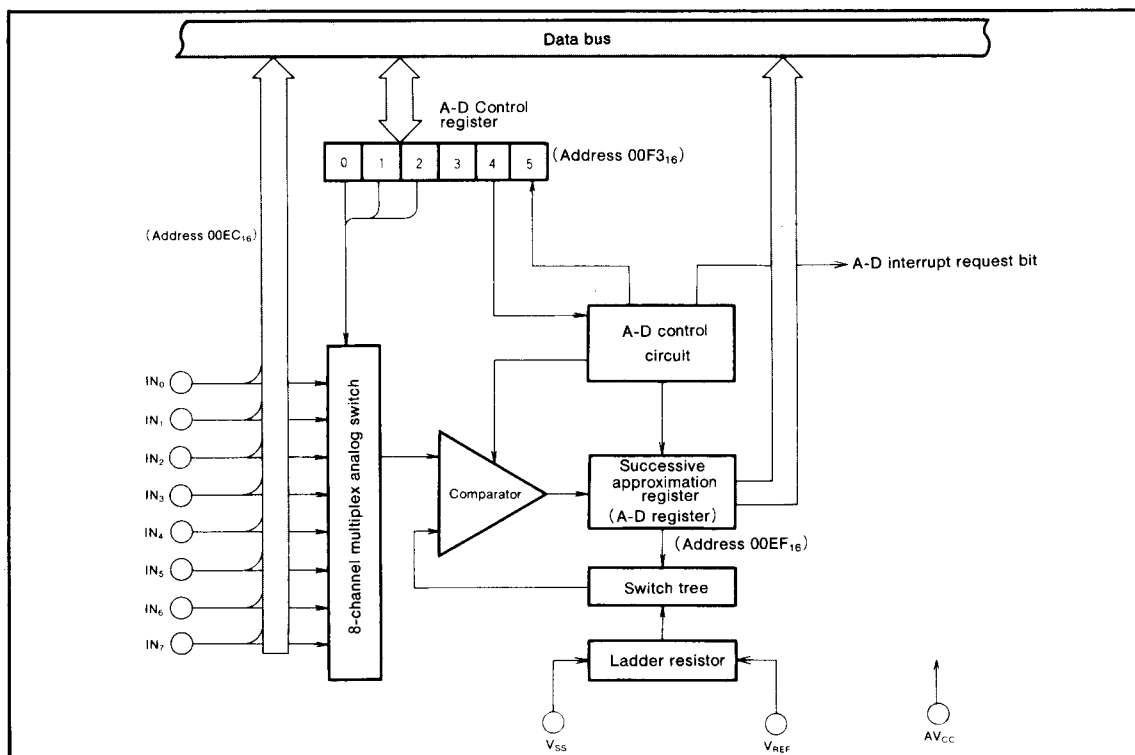 Data bus
A-D Control
register
0 1 2 3 4 5
(Address 00F3₁₆)
(Address 00EC₁₆)
A-D interrupt request bit
A-D control
circuit
IN₀
IN₁
IN₂
IN₃
IN₄
IN₅
IN₆
IN₇
8-channel multiplex analog switch
Comparator
Successive
approximation
register
(A-D register)
(Address 00EF₁₆)
Switch tree
Ladder resistor
V_SS
V_REF
AV_CC